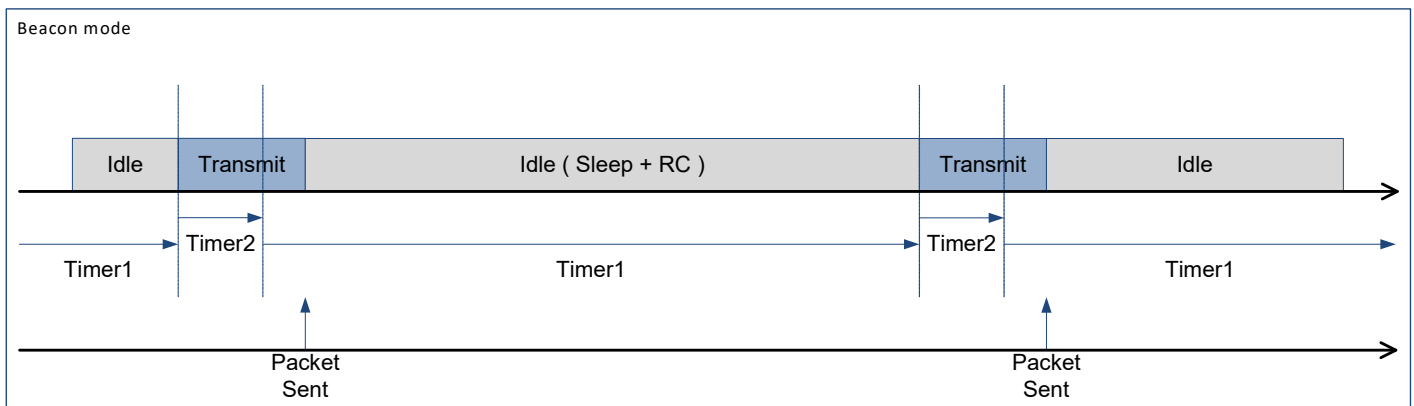 Beacon mode
Idle
Transmit
Idle ( Sleep + RC )
Transmit
Idle
Timer2
Timer2
Timer1
Timer1
Timer1
Packet
Sent
Packet
Sent